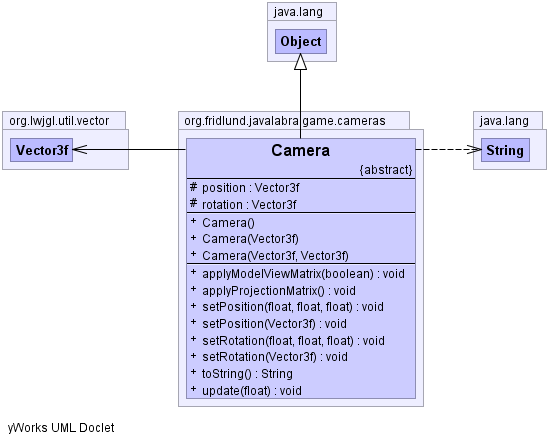 java.lang
Object
org.lwjgl.util.vector
Vector3f
org.fridlund.javalabra.game.cameras
java.lang
String
Camera
{abstract}
# position : Vector3f
# rotation : Vector3f
+ Camera()
+ Camera(Vector3f)
+ Camera(Vector3f, Vector3f)
+ applyModelViewMatrix(boolean) : void
+ applyProjectionMatrix() : void
+ setPosition(float, float, float) : void
+ setPosition(Vector3f) : void
+ setRotation(float, float, float) : void
+ setRotation(Vector3f) : void
+ toString() : String
+ update(float) : void
yWorks UML Doclet